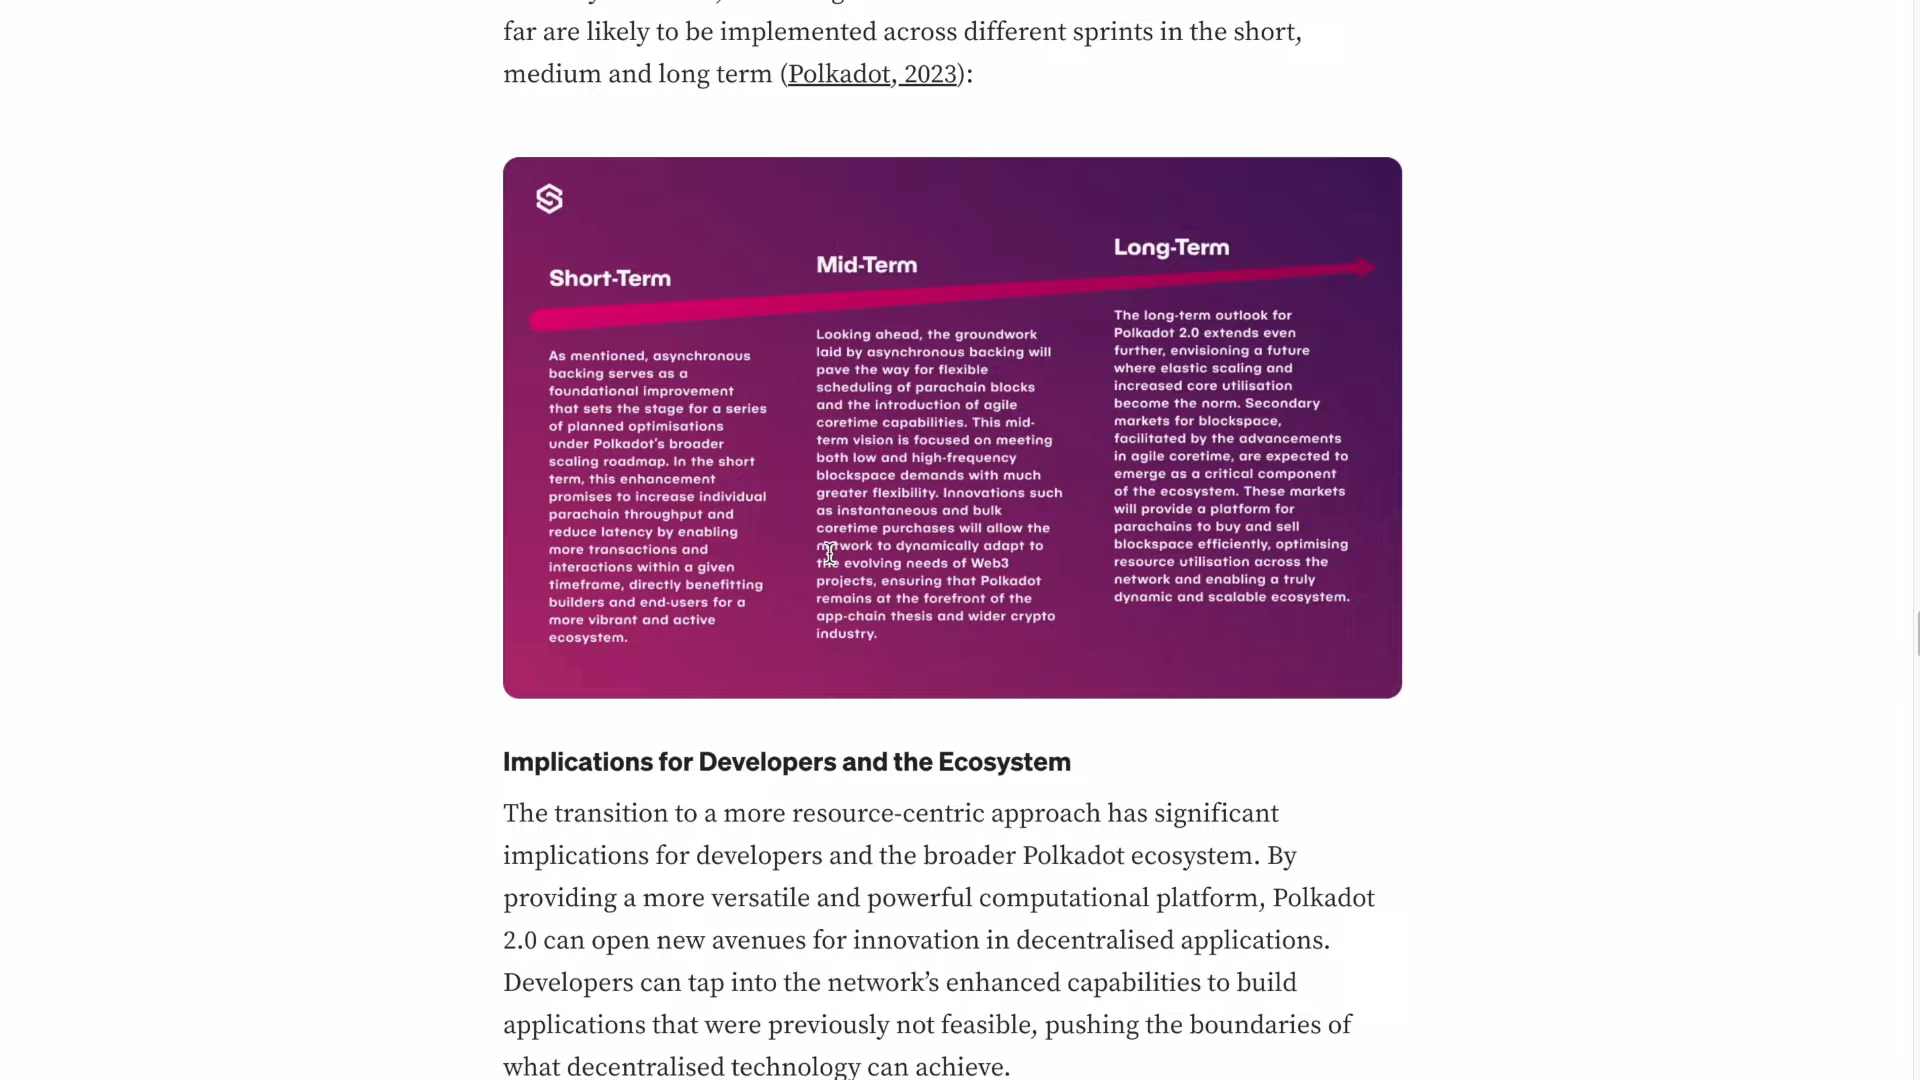 far are likely to be implemented across different sprints in the short,
medium and long term (Polkadot, 2023):
Short-Term
As mentioned, asynchronous
backing serves as a
foundational improvement
that sets the stage for a series
of planned optimisations
under Polkadot's broader
scaling roadmap. In the short
term, this enhancement
promises to increase individual
parachain throughput and
reduce latency by enabling
more transactions and
interactions within a given
timeframe, directly benefitting
builders and end-users for a
more vibrant and active
ecosystem.
Mid-Term
Looking ahead, the groundwork
laid by asynchronous backing will
pave the way for flexible
scheduling of parachain blocks
and the introduction of agile
coretime capabilities. This mid-
term vision is focused on meeting
both low and high-frequency
blockspace demands with much
greater flexibility. Innovations such
as instantaneous and bulk
coretime purchases will allow the
network to dynamically adapt to
the evolving needs of Web3
projects, ensuring that Polkadot
remains at the forefront of the
app-chain thesis and wider crypto
industry.
Long-Term
The long-term outlook for
Polkadot 2.0 extends even
further, envisioning a future
where elastic scaling and
increased core utilisation
become the norm. Secondary
markets for blockspace,
facilitated by the advancements
in agile coretime, are expected to
emerge as a critical component
of the ecosystem. These markets
will provide a platform for
parachains to buy and sell
blockspace efficiently, optimising
resource utilisation across the
network and enabling a truly
dynamic and scalable ecosystem.
Implications for Developers and the Ecosystem
The transition to a more resource-centric approach has significant
implications for developers and the broader Polkadot ecosystem. By
providing a more versatile and powerful computational platform, Polkadot
2.0 can open new avenues for innovation in decentralised applications.
Developers can tap into the network’s enhanced capabilities to build
applications that were previously not feasible, pushing the boundaries of
what decentralised technology can achieve.